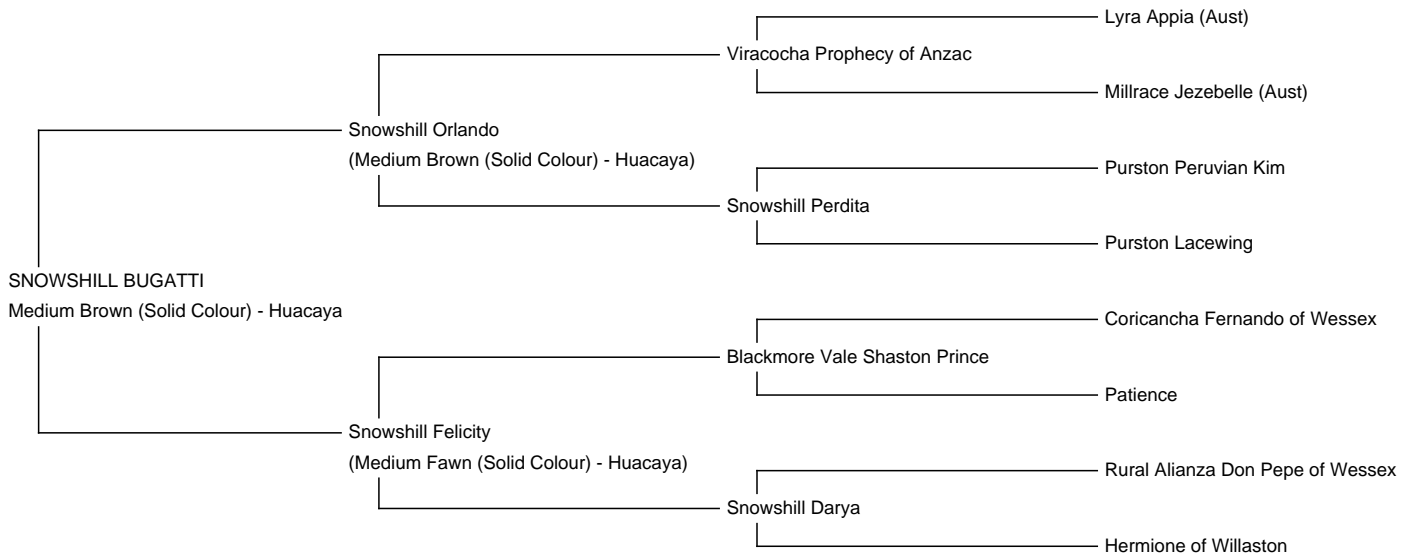 Lyra Appia (Aust)
Viracocha Prophecy of Anzac
Millrace Jezebelle (Aust)
Snowshill Orlando
(Medium Brown (Solid Colour) - Huacaya)
Purston Peruvian Kim
Snowshill Perdita
Purston Lacewing
SNOWSHILL BUGATTI
Medium Brown (Solid Colour) - Huacaya
Coricancha Fernando of Wessex
Blackmore Vale Shaston Prince
Patience
Snowshill Felicity
(Medium Fawn (Solid Colour) - Huacaya)
Rural Alianza Don Pepe of Wessex
Snowshill Darya
Hermione of Willaston